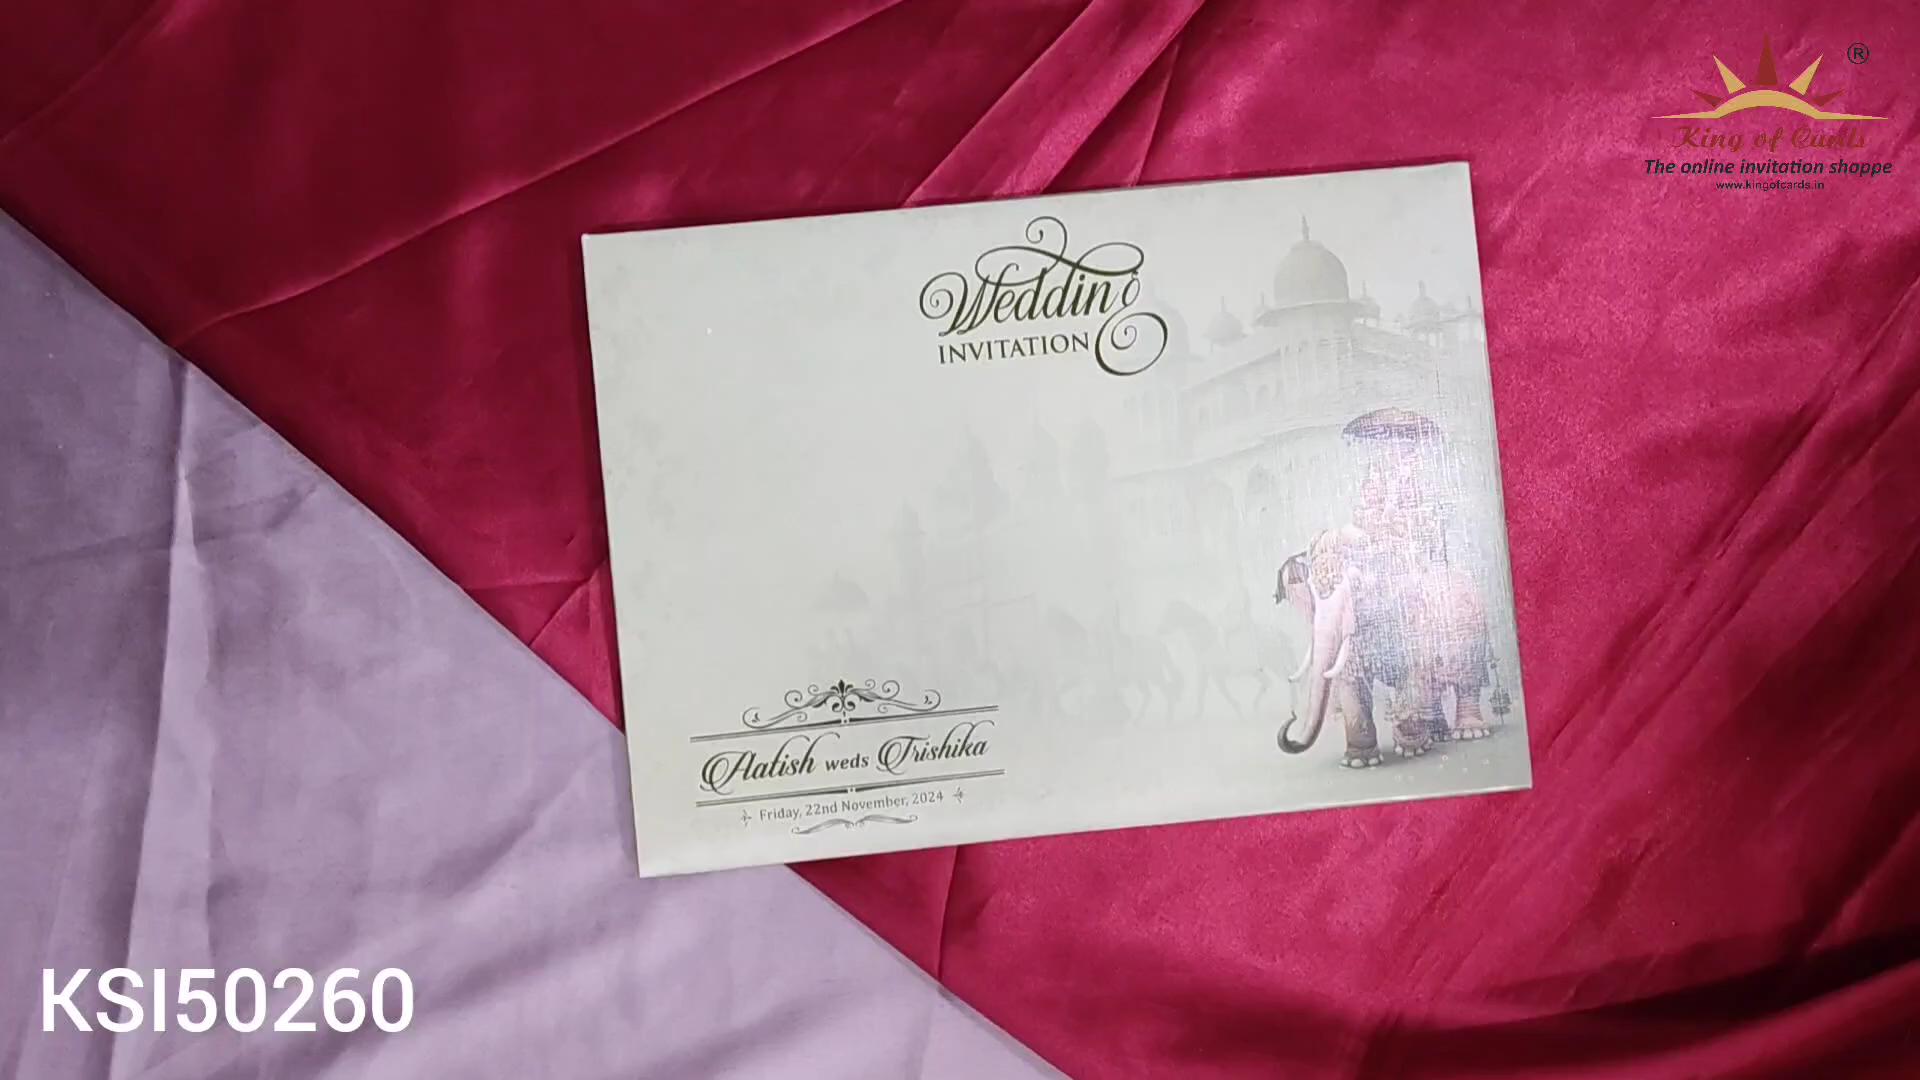 ®
King of Cards
The online invitation shoppe
www.kingofcards.in
Wedding
INVITATION
Aatish weds Trishika
Friday, 22nd November, 2024
KSI50260